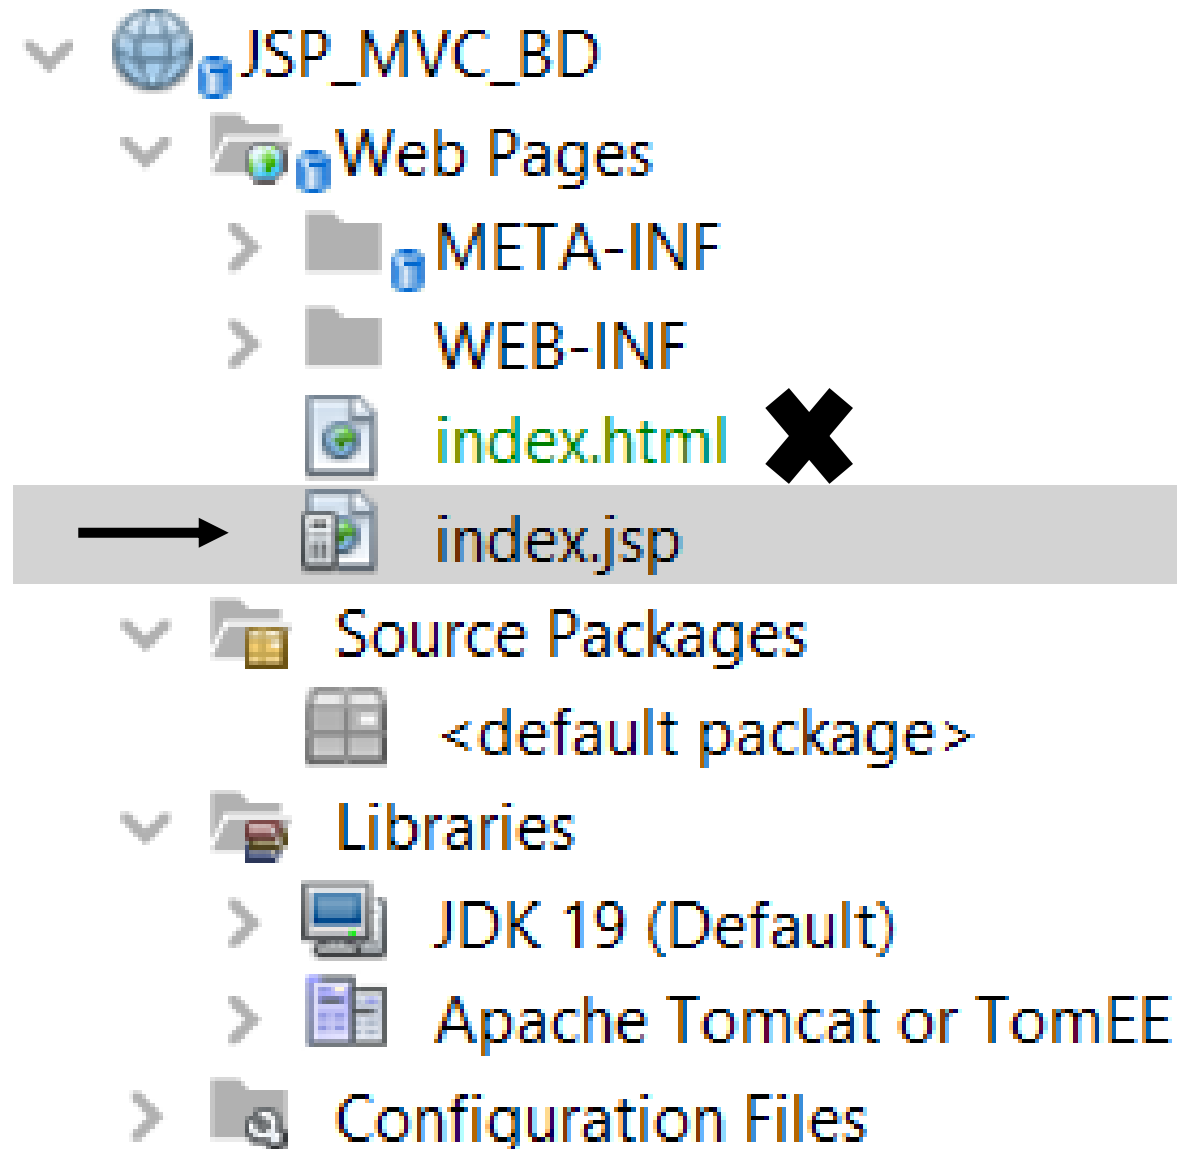 JSP_MVC_BD
Web Pages
META-INF
WEB-INF
index.html
index.jsp
Source Packages
<default package>
Libraries
JDK 19 (Default)
Apache Tomcat or TomEE
Configuration Files